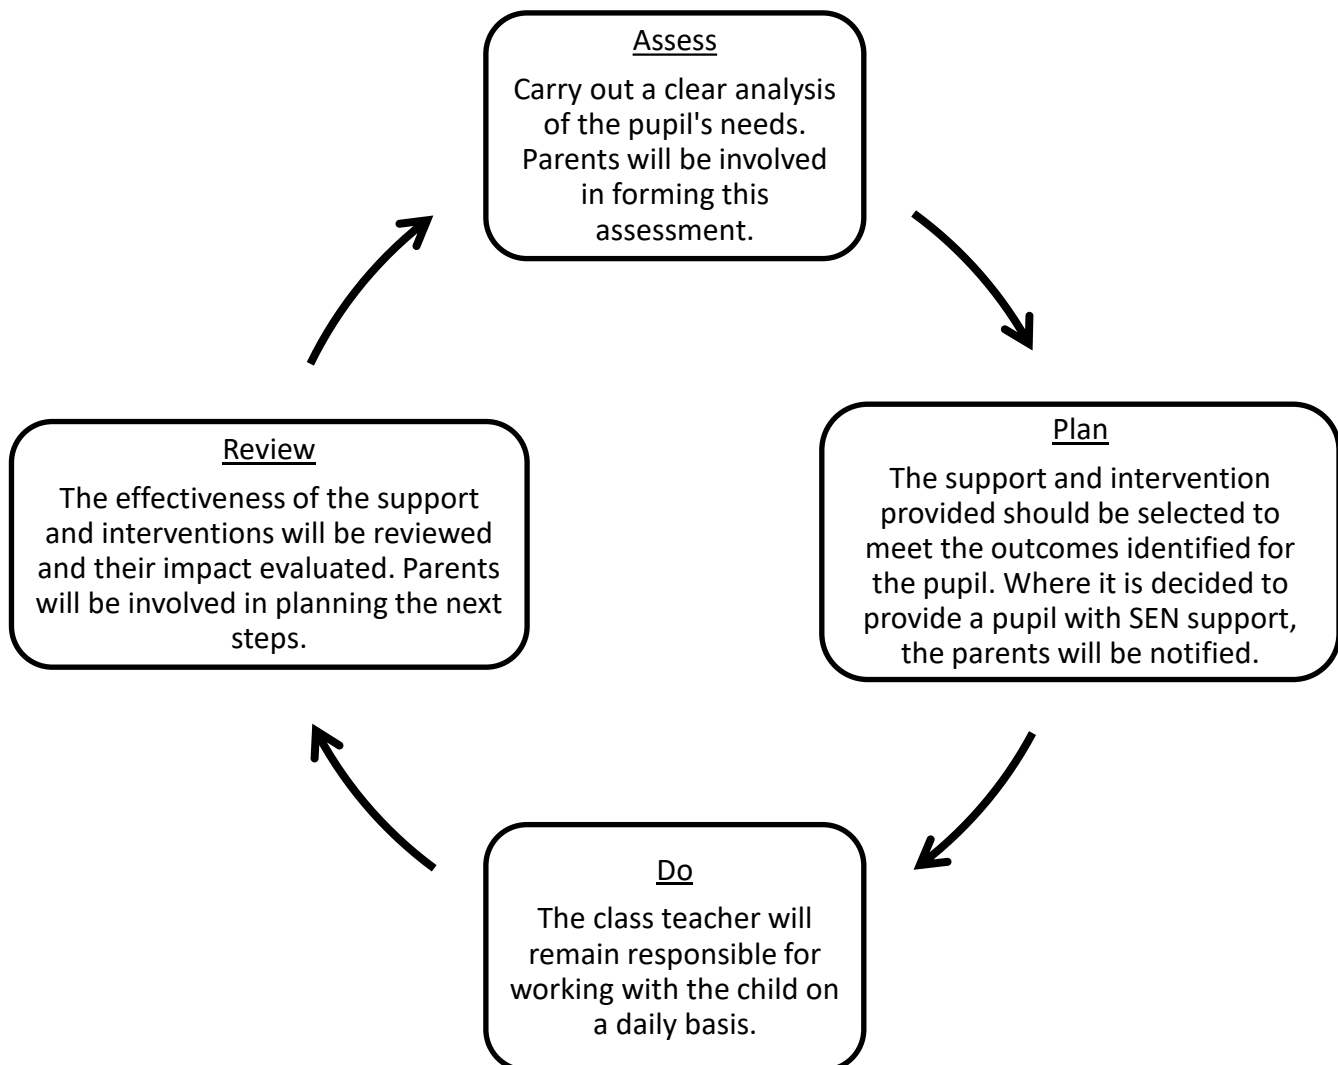 Assess
Carry out a clear analysis
of the pupil's needs.
Parents will be involved
in forming this
assessment.
Plan
The support and intervention
provided should be selected to
meet the outcomes identified for
the pupil. Where it is decided to
provide a pupil with SEN support,
the parents will be notified.
Do
The class teacher will
remain responsible for
working with the child on
a daily basis.
Review
The effectiveness of the support
and interventions will be reviewed
and their impact evaluated. Parents
will be involved in planning the next
steps.